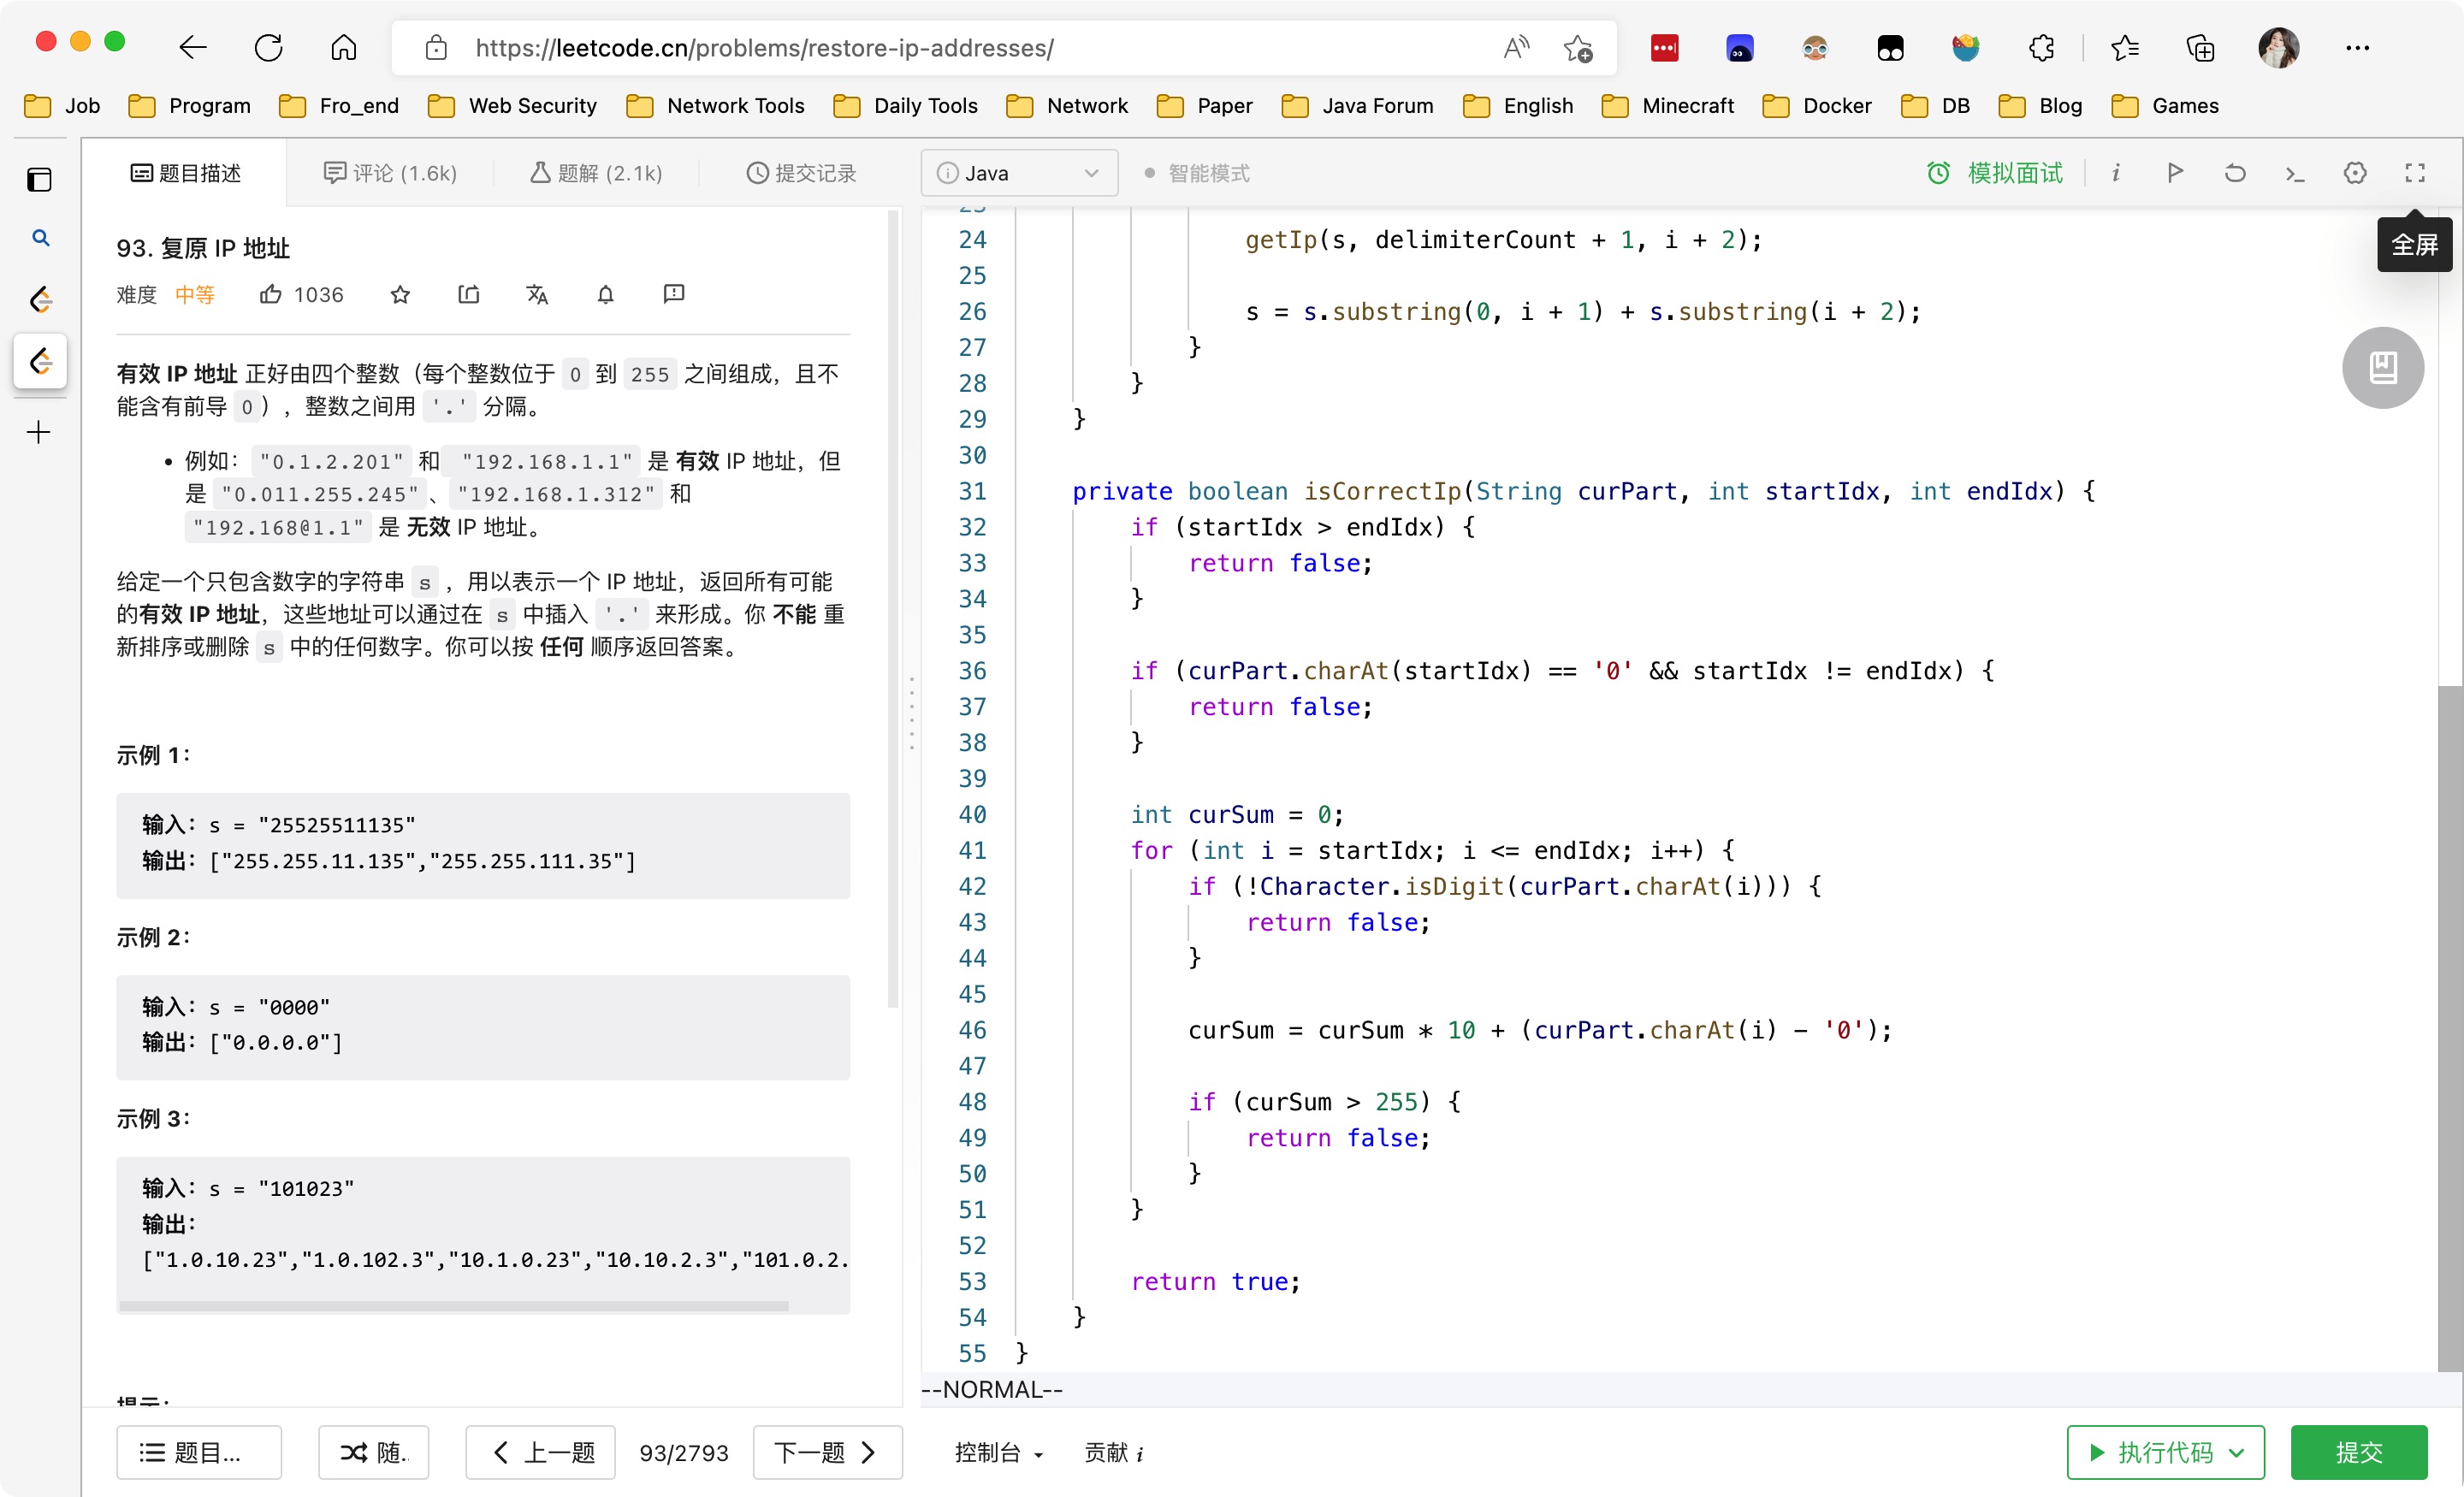 https://leetcode.cn/problems/restore-ip-addresses/
Job Program Fro_end Web Security Network Tools Daily Tools Network Paper Java Forum English Minecraft Docker DB Blog Games
题目描述 评论 (1.6k) 题解 (2.1k) 提交记录
Java 智能模式 模拟面试
全屏
93. 复原 IP 地址
难度 中等 1036
有效 IP 地址 正好由四个整数（每个整数位于 0 到 255 之间组成，且不
能含有前导 0），整数之间用 '.' 分隔。
• 例如："0.1.2.201" 和 "192.168.1.1" 是 有效 IP 地址，但
是 "0.011.255.245"、"192.168.1.312" 和
"192.168@1.1" 是 无效 IP 地址。
给定一个只包含数字的字符串 s ，用以表示一个 IP 地址，返回所有可能
的有效 IP 地址，这些地址可以通过在 s 中插入 '.' 来形成。你 不能 重
新排序或删除 s 中的任何数字。你可以按 任何 顺序返回答案。
示例 1：
输入：s = "25525511135"
输出：["255.255.11.135","255.255.111.35"]
示例 2：
输入：s = "0000"
输出：["0.0.0.0"]
示例 3：
输入：s = "101023"
输出：
["1.0.10.23","1.0.102.3","10.1.0.23","10.10.2.3","101.0.2.
提示：
24 getIp(s, delimiterCount + 1, i + 2);
25
26 s = s.substring(0, i + 1) + s.substring(i + 2);
27 }
28 }
29 }
30
31 private boolean isCorrectIp(String curPart, int startIdx, int endIdx) {
32 if (startIdx > endIdx) {
33 return false;
34 }
35
36 if (curPart.charAt(startIdx) == '0' && startIdx != endIdx) {
37 return false;
38 }
39
40 int curSum = 0;
41 for (int i = startIdx; i <= endIdx; i++) {
42 if (!Character.isDigit(curPart.charAt(i))) {
43 return false;
44 }
45
46 curSum = curSum * 10 + (curPart.charAt(i) - '0');
47
48 if (curSum > 255) {
49 return false;
50 }
51 }
52
53 return true;
54 }
55 }
--NORMAL--
题目... 随. 上一题 93/2793 下一题 控制台 贡献 i 执行代码 提交